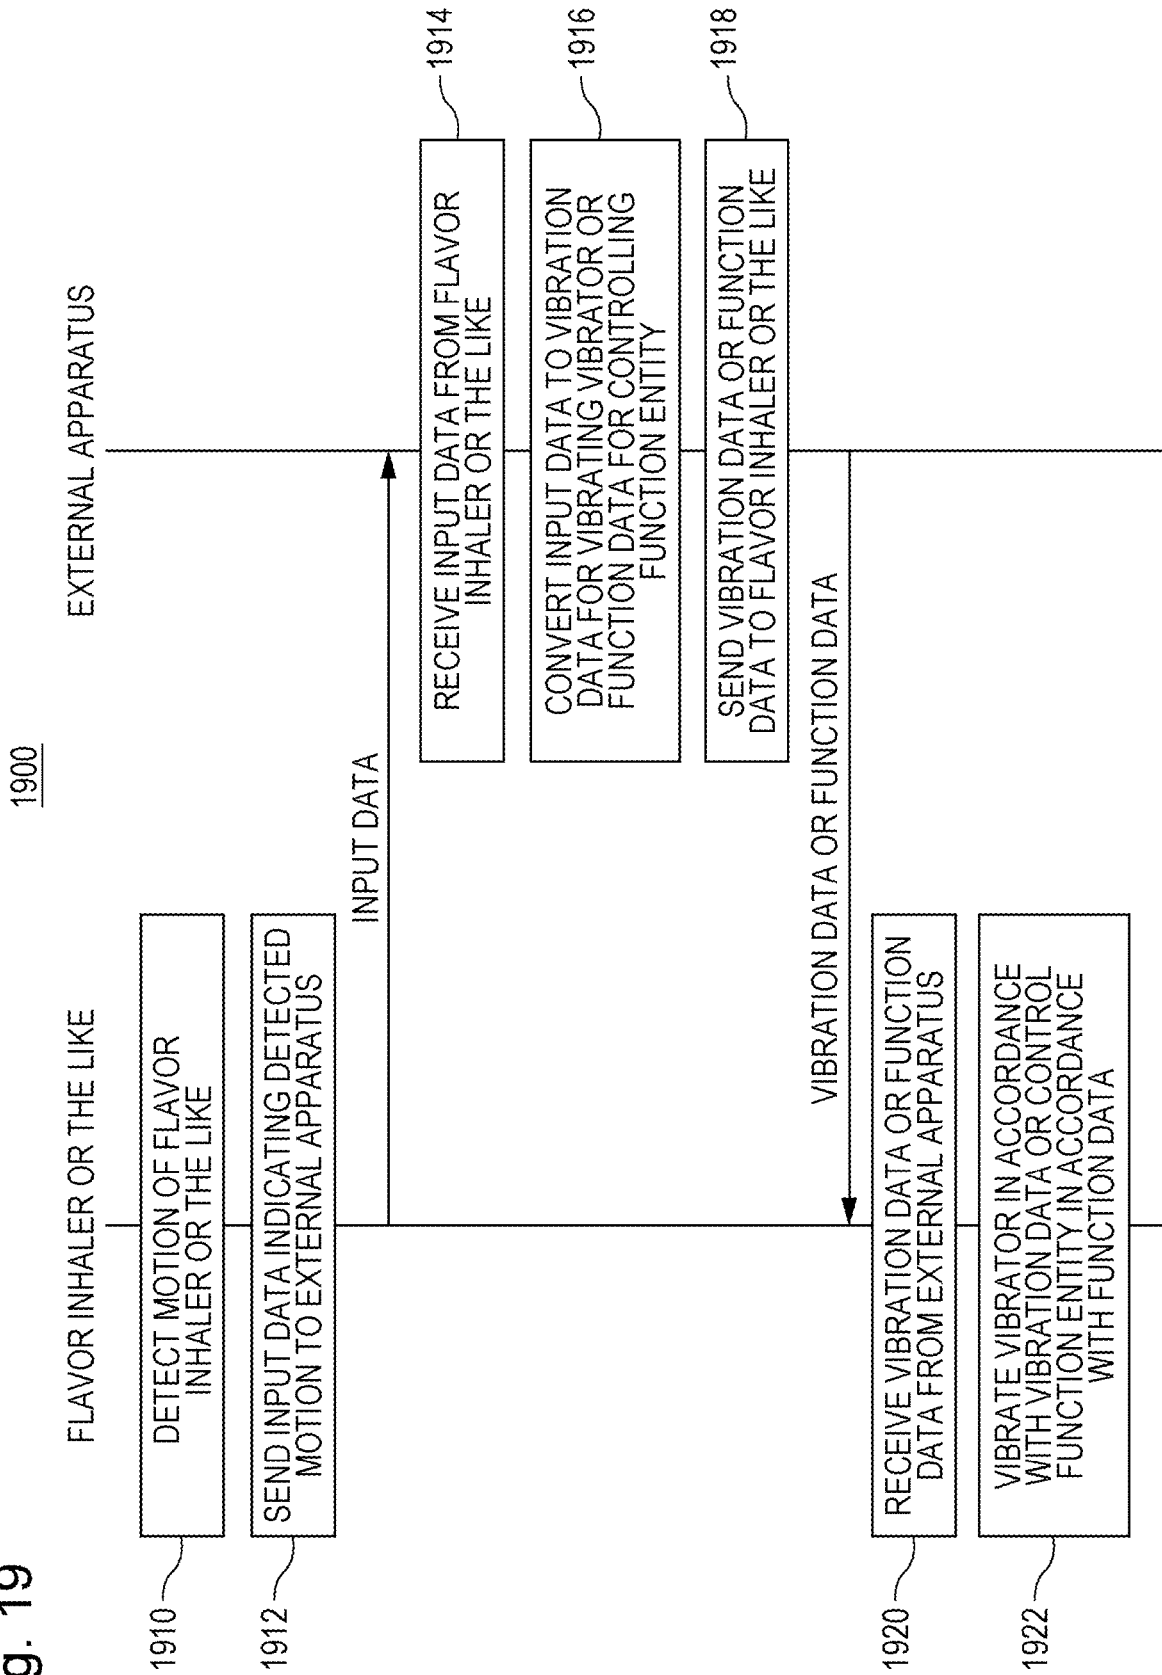 g. 19
1900
FLAVOR INHALER OR THE LIKE
EXTERNAL APPARATUS
1910
DETECT MOTION OF FLAVOR
INHALER OR THE LIKE
1912
SEND INPUT DATA INDICATING DETECTED
MOTION TO EXTERNAL APPARATUS
INPUT DATA
RECEIVE INPUT DATA FROM FLAVOR
INHALER OR THE LIKE
1914
CONVERT INPUT DATA TO VIBRATION
DATA FOR VIBRATING VIBRATOR OR
FUNCTION DATA FOR CONTROLLING
FUNCTION ENTITY
1916
SEND VIBRATION DATA OR FUNCTION
DATA TO FLAVOR INHALER OR THE LIKE
1918
VIBRATION DATA OR FUNCTION DATA
1920
RECEIVE VIBRATION DATA OR FUNCTION
DATA FROM EXTERNAL APPARATUS
1922
VIBRATE VIBRATOR IN ACCORDANCE
WITH VIBRATION DATA OR CONTROL
FUNCTION ENTITY IN ACCORDANCE
WITH FUNCTION DATA